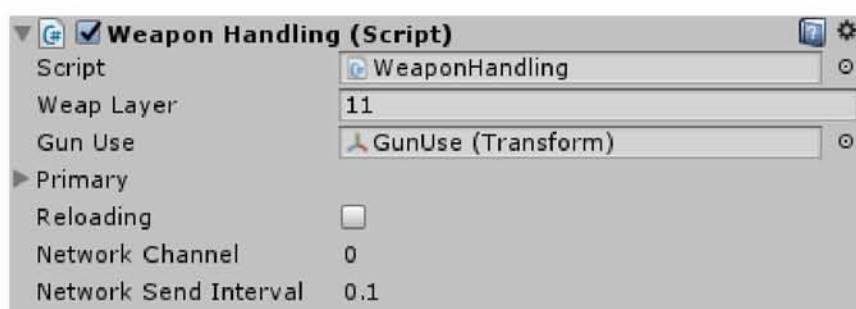 Weapon Handling (Script)
Script WeaponHandling
Weap Layer 11
Gun Use GunUse (Transform)
Primary
Reloading
Network Channel 0
Network Send Interval 0.1